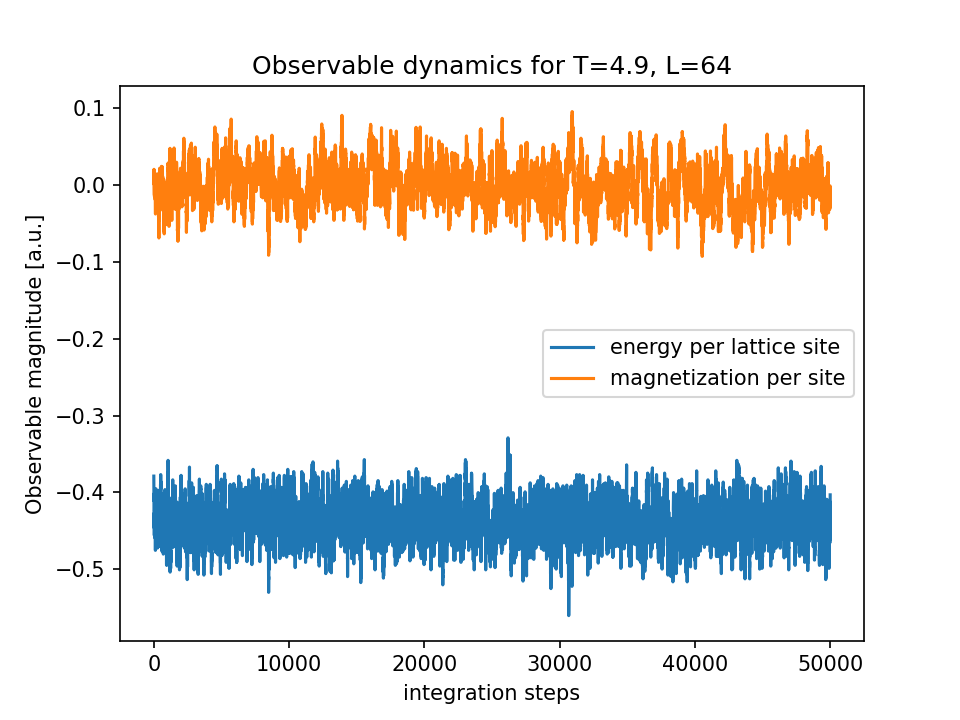 Observable dynamics for T=4.9, L=64
Observable magnitude [a.u.]
0.1
0.0
−0.1
−0.2
−0.3
−0.4
−0.5
energy per lattice site
magnetization per site
0 10000 20000 30000 40000 50000
integration steps